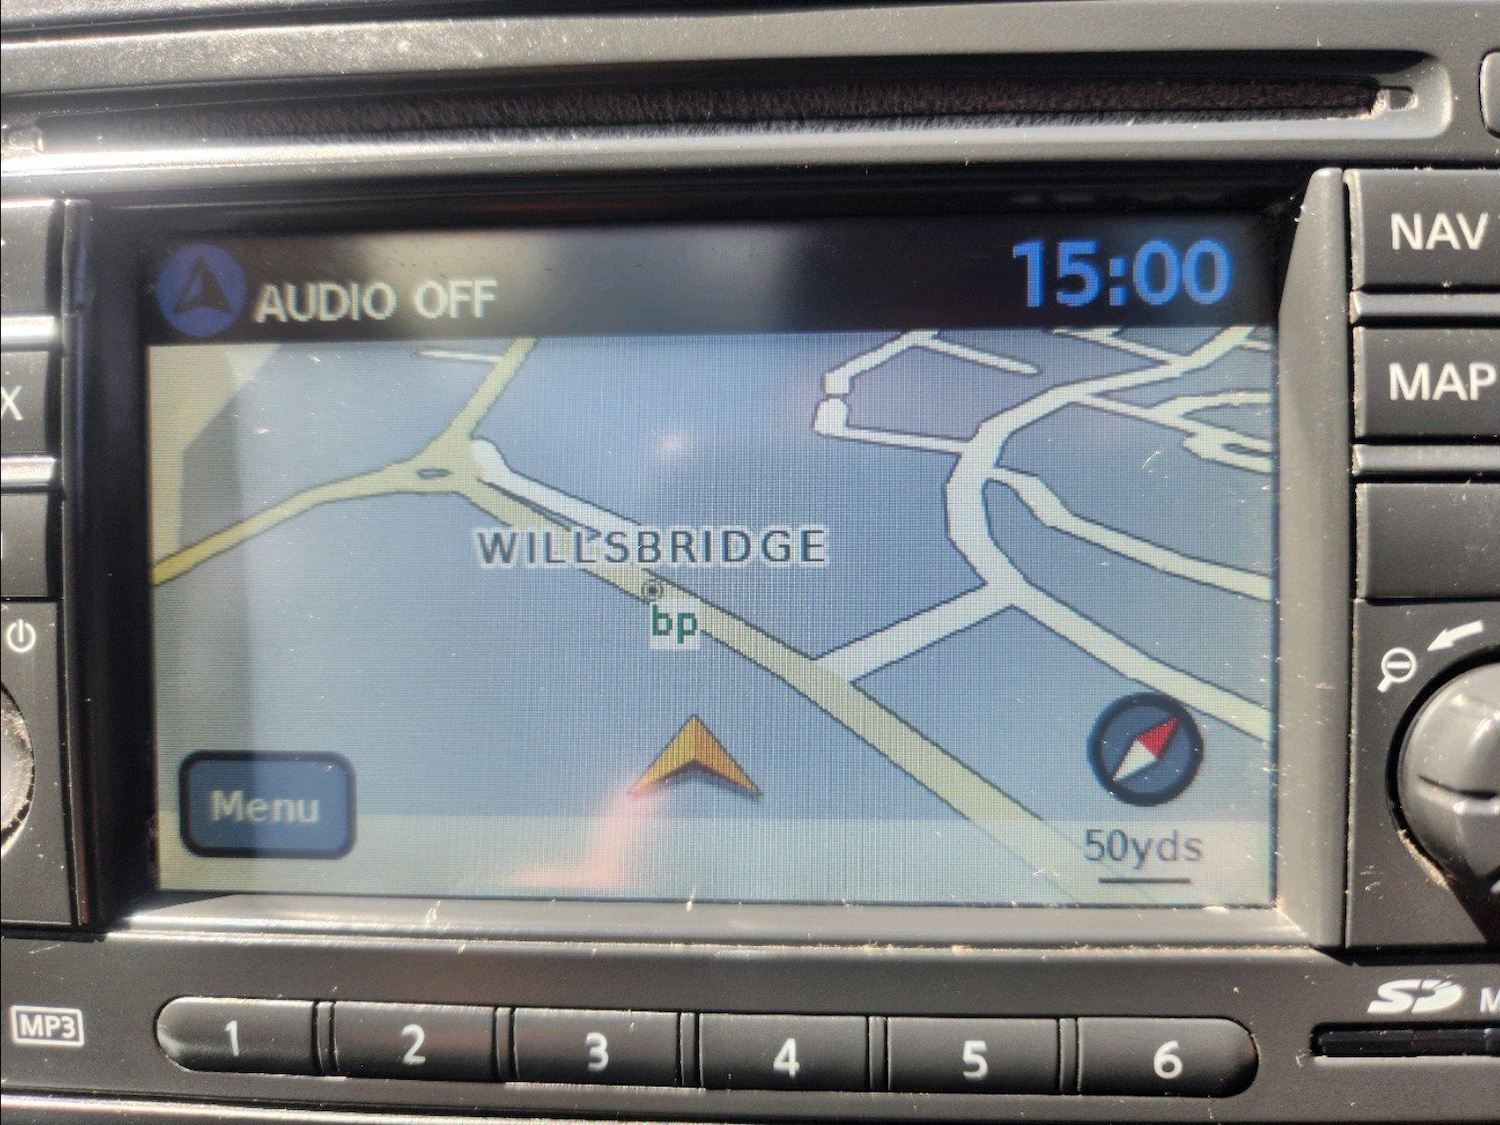 AUDIO OFF
15:00
NAV
MAP
X
WILLSBRIDGE
bp
Menu
50yds
MP3
1
2
3
4
5
6
SD
M